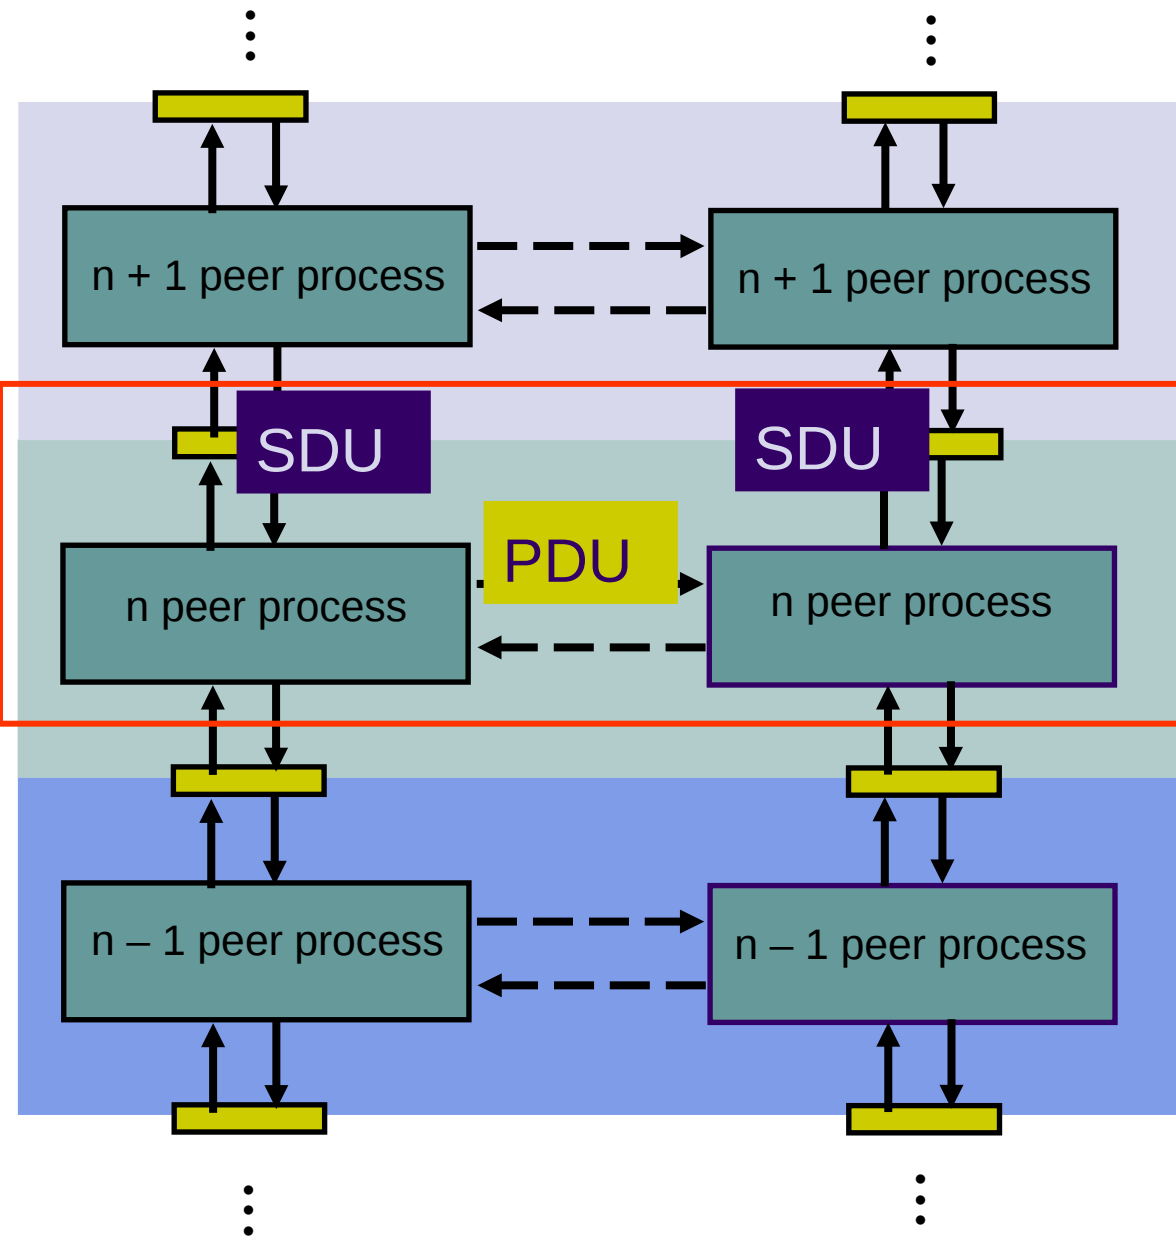 n + 1 peer process
n + 1 peer process
SDU
SDU
PDU
n peer process
n peer process
n – 1 peer process
n – 1 peer process